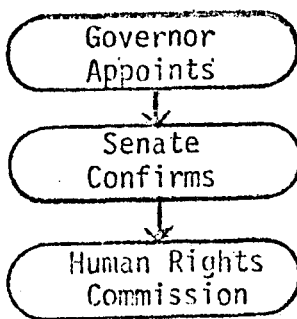 Governor
Appoints
Senate
Confirms
Human Rights
Commission